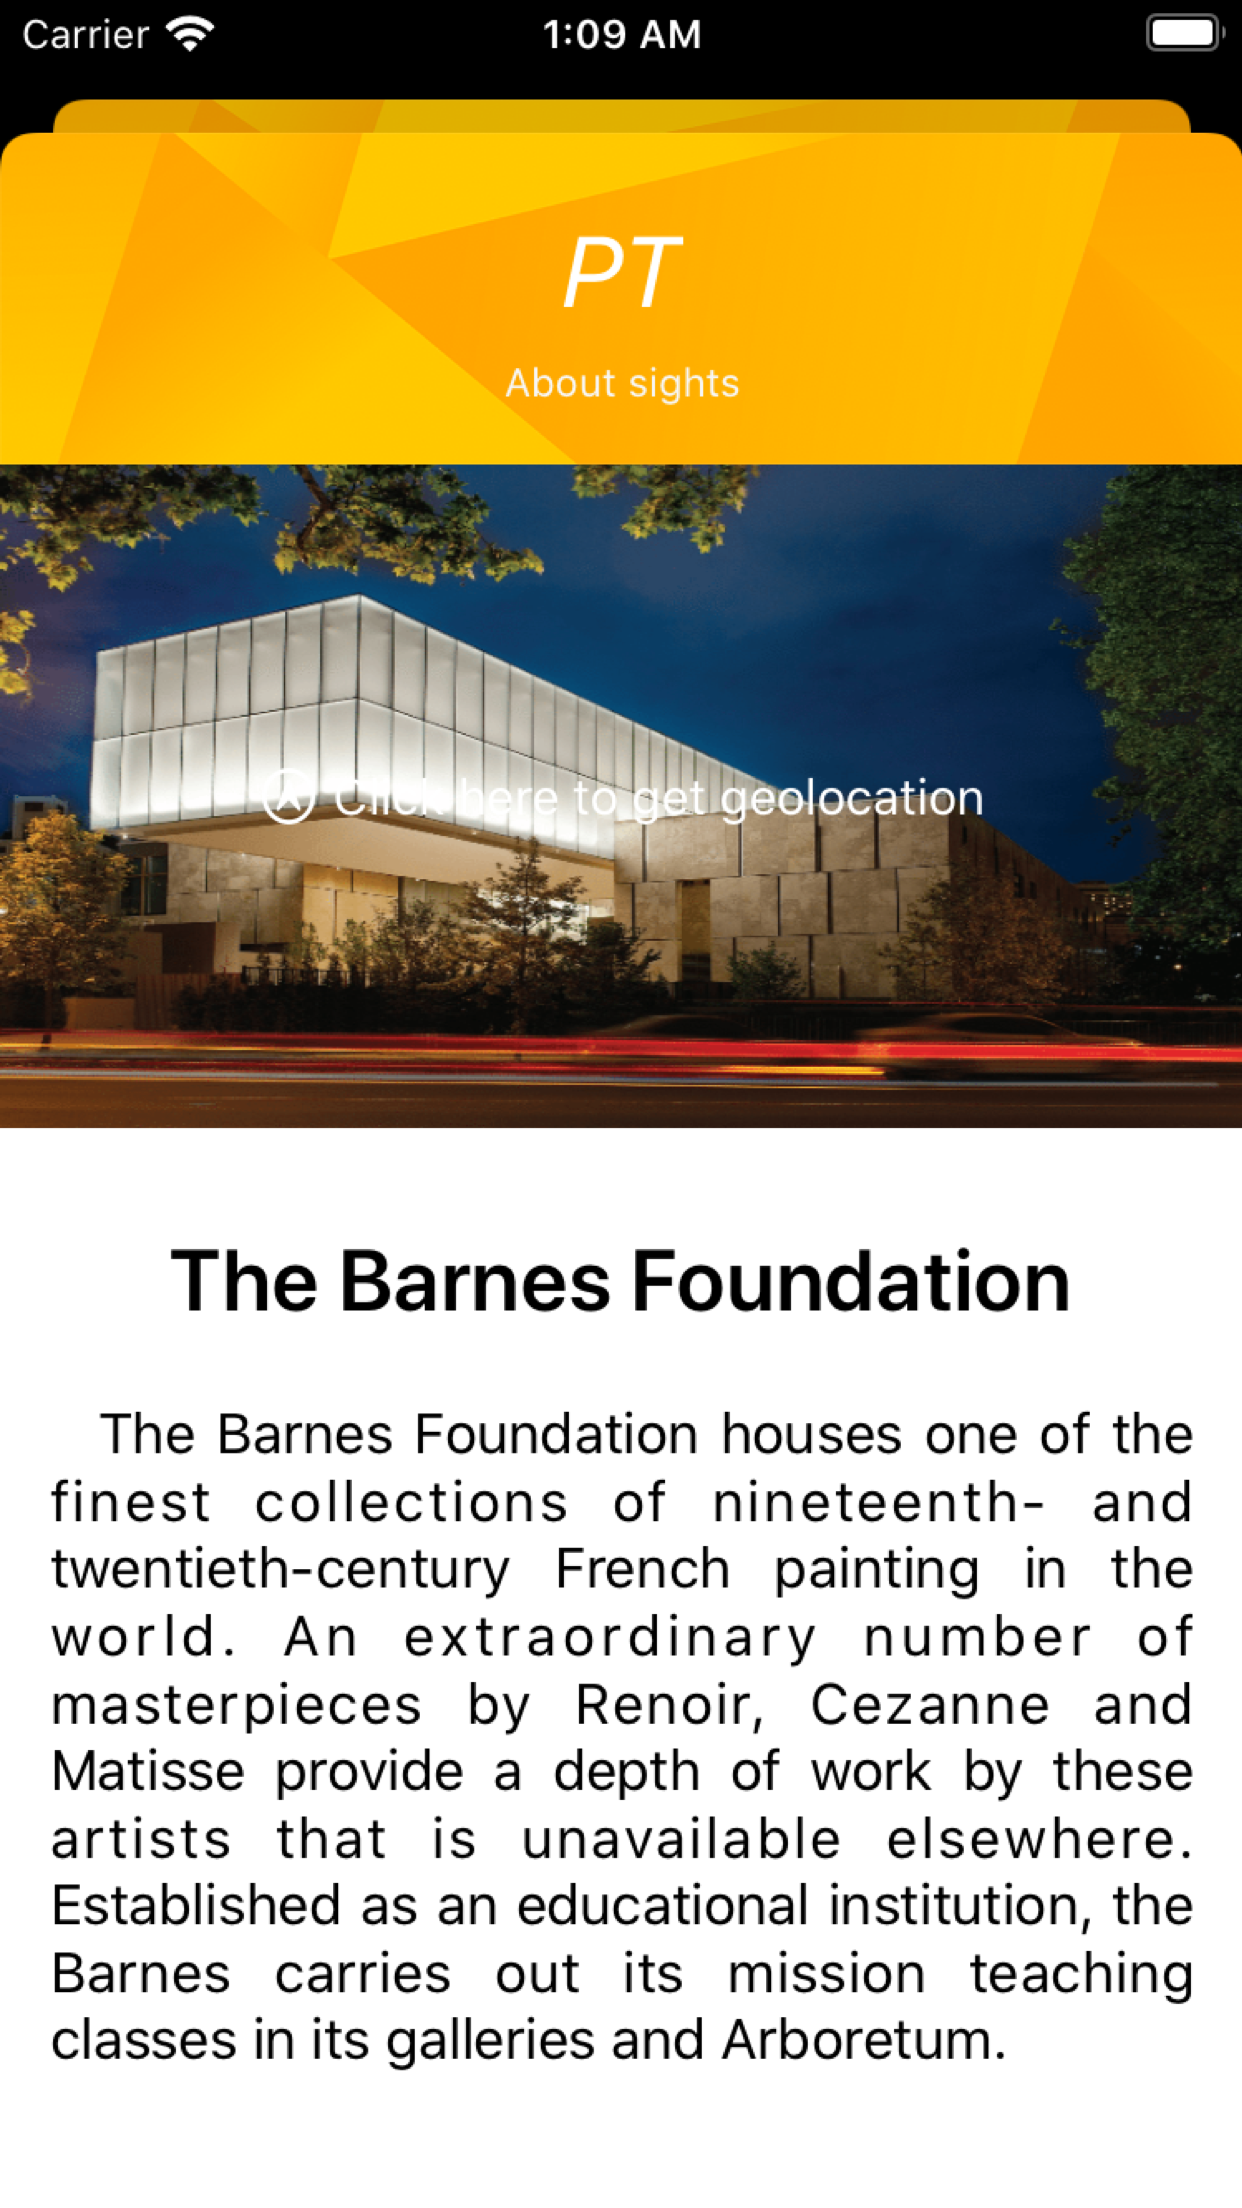 Carrier
1:09 AM
PT
About sights
Click here to get geolocation
The Barnes Foundation
The Barnes Foundation houses one of the
finest collections of nineteenth- and
twentieth-century French painting in the
world. An extraordinary number of
masterpieces by Renoir, Cezanne and
Matisse provide a depth of work by these
artists that is unavailable elsewhere.
Established as an educational institution, the
Barnes carries out its mission teaching
classes in its galleries and Arboretum.